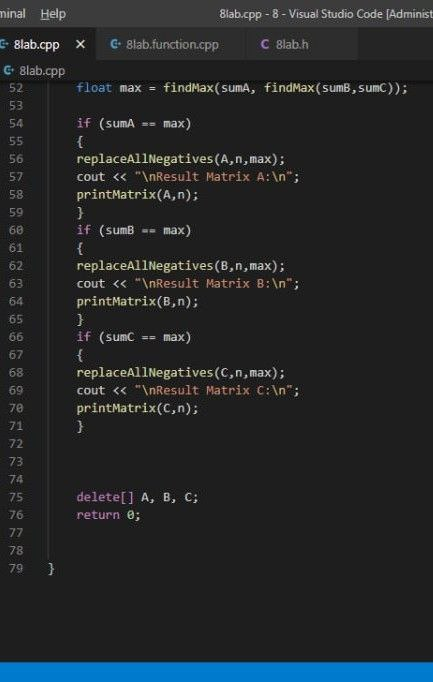 minal Help 8lab.cpp - 8 - Visual Studio Code [Administ
8lab.cpp × 8lab.function.cpp C 8lab.h
8lab.cpp
52 float max = findMax(sumA, findMax(sumB,sumC));
53
54 if (sumA == max)
55 {
56 replaceAllNegatives(A,n,max);
57 cout << "\nResult Matrix A:\n";
58 printMatrix(A,n);
59 }
60 if (sumB == max)
61 {
62 replaceAllNegatives(B,n,max);
63 cout << "\nResult Matrix B:\n";
64 printMatrix(B,n);
65 }
66 if (sumC == max)
67 {
68 replaceAllNegatives(C,n,max);
69 cout << "\nResult Matrix C:\n";
70 printMatrix(C,n);
71 }
72
73
74
75 delete[] A, B, C;
76 return 0;
77
78
79 }